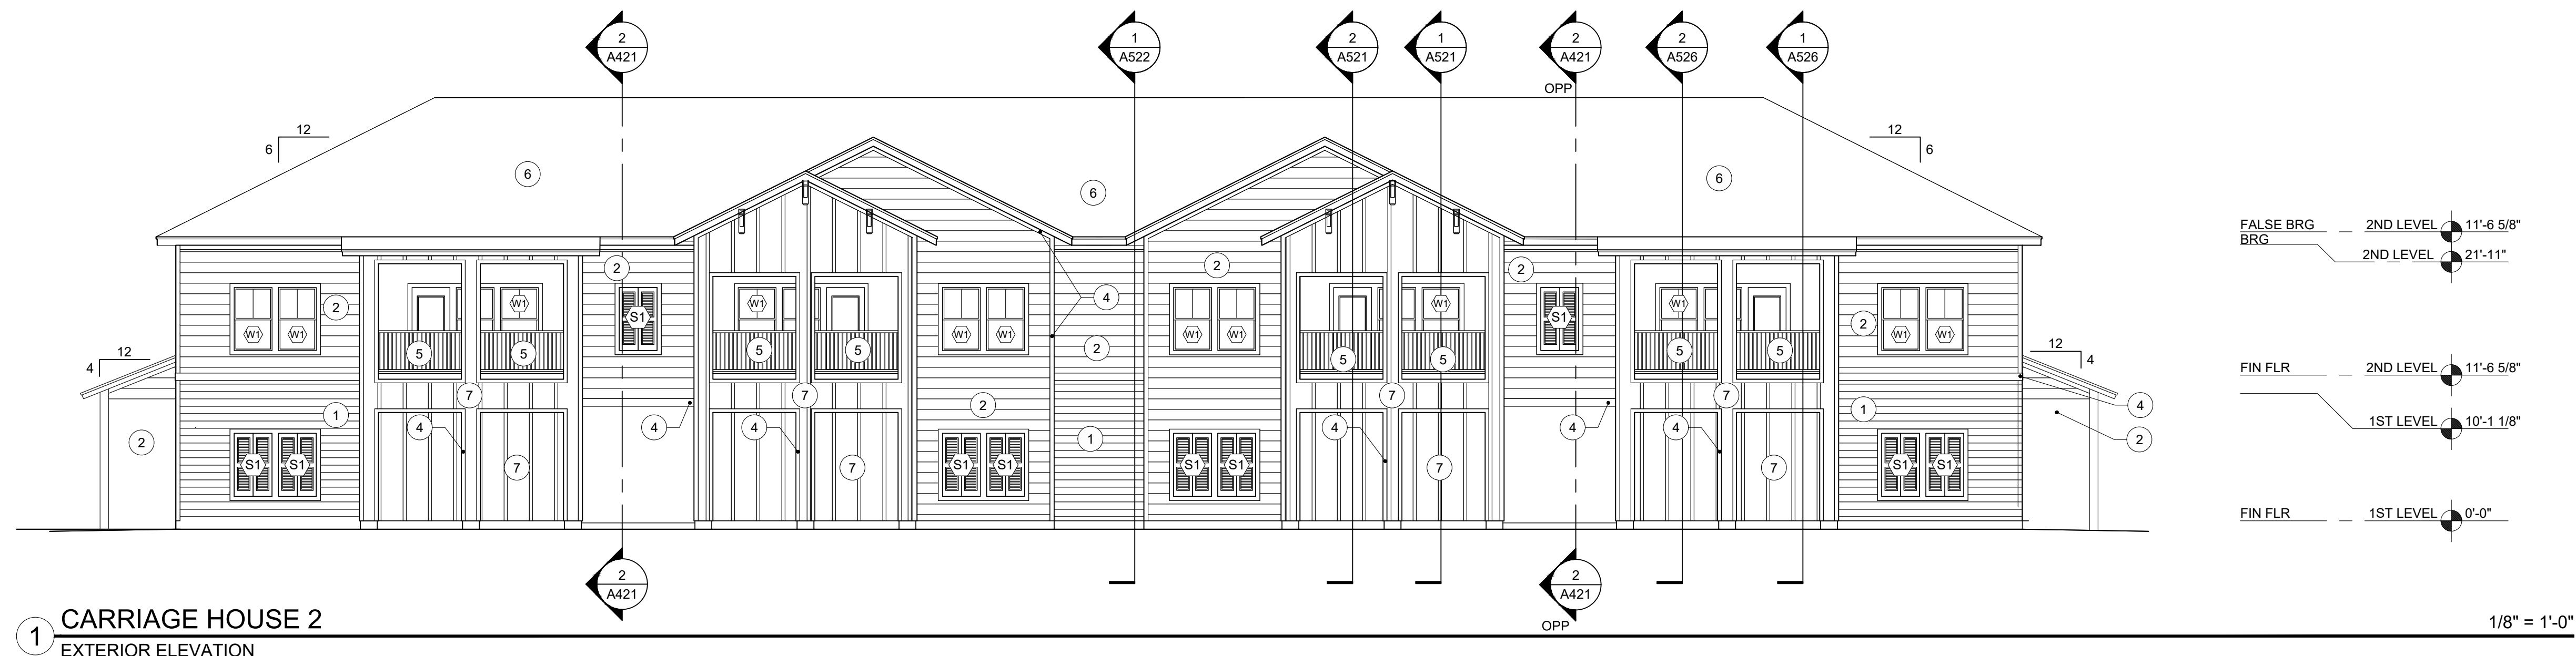 2 1 2 1 2 2 1
A421 A522 A521 A521 A421 A526 A526
OPP
12 12
6 6
6 6 6
FALSE BRG 2ND LEVEL 11'-6 5/8"
BRG
2ND LEVEL 21'-11"
2 2 2
W1 W1 2 W1 S1 W1 4 W1 W1 W1 W1 W1 S1 W1 2 W1 W1
5 5 5 5 2 5 5 5 5
12 12
4 4
FIN FLR 2ND LEVEL 11'-6 5/8"
7 7 2 7 7
1 1 4
4 4 4 4 4 4
1ST LEVEL 10'-1 1/8"
2 1 2
S1 S1 7 7 S1 S1 S1 S1 7 7 S1 S1
FIN FLR 1ST LEVEL 0'-0"
2 2
A421 A421
OPP
1 CARRIAGE HOUSE 2 1/8" = 1'-0"
EXTERIOR ELEVATION